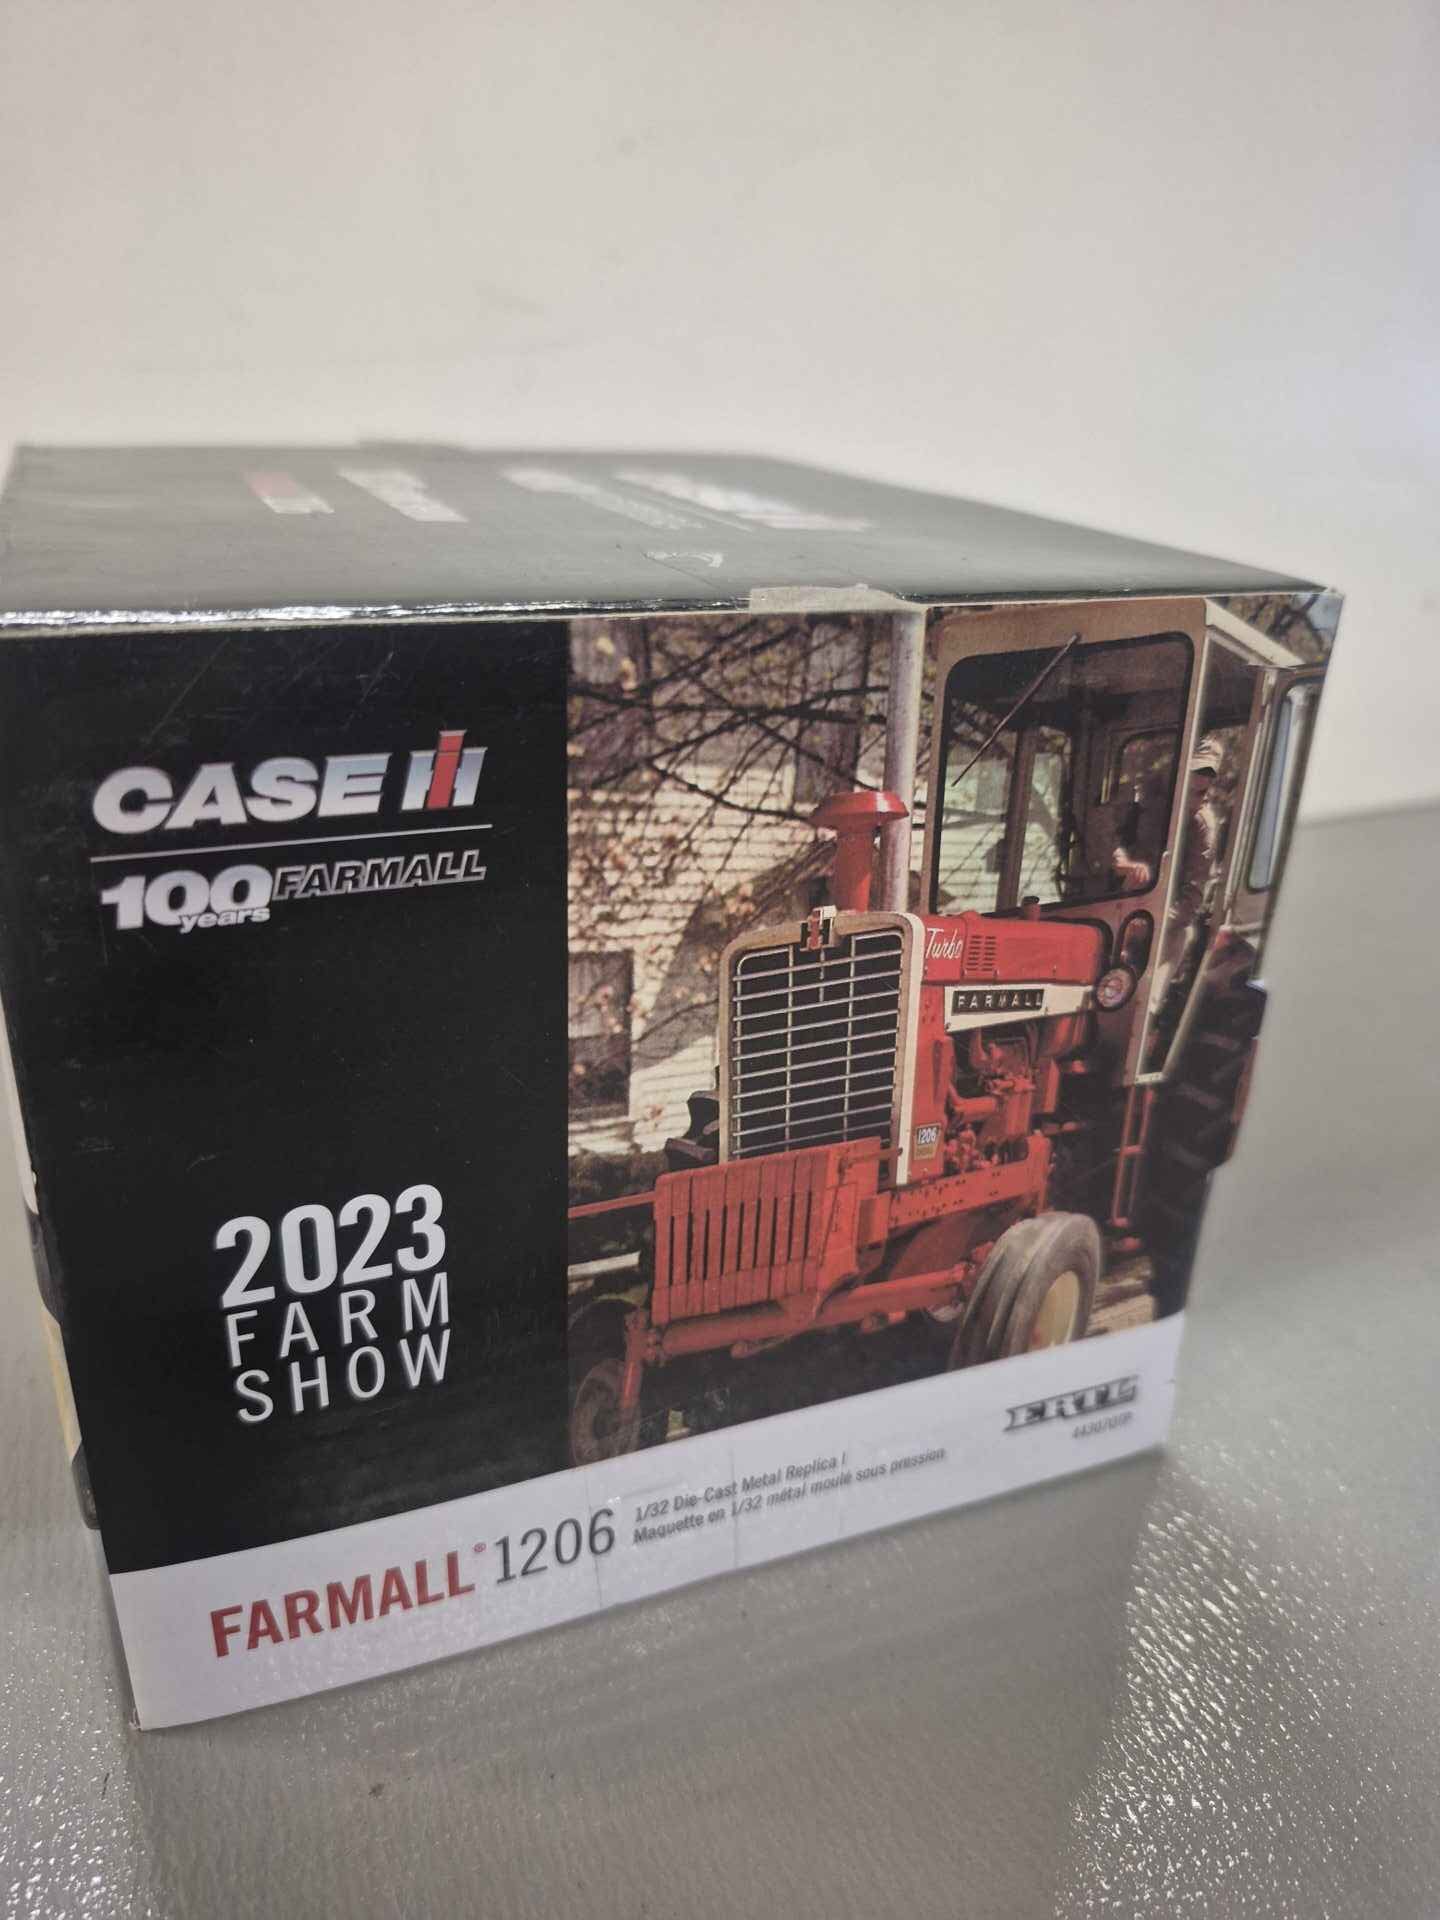 CASE IH
100 years FARMALL
2023
FARM
SHOW
Turbo
FARMALL
1206
ERTL
FARMALL® 1206
1/32 Die-Cast Metal Replica |
Maquette en 1/32 métal moulé sous pression